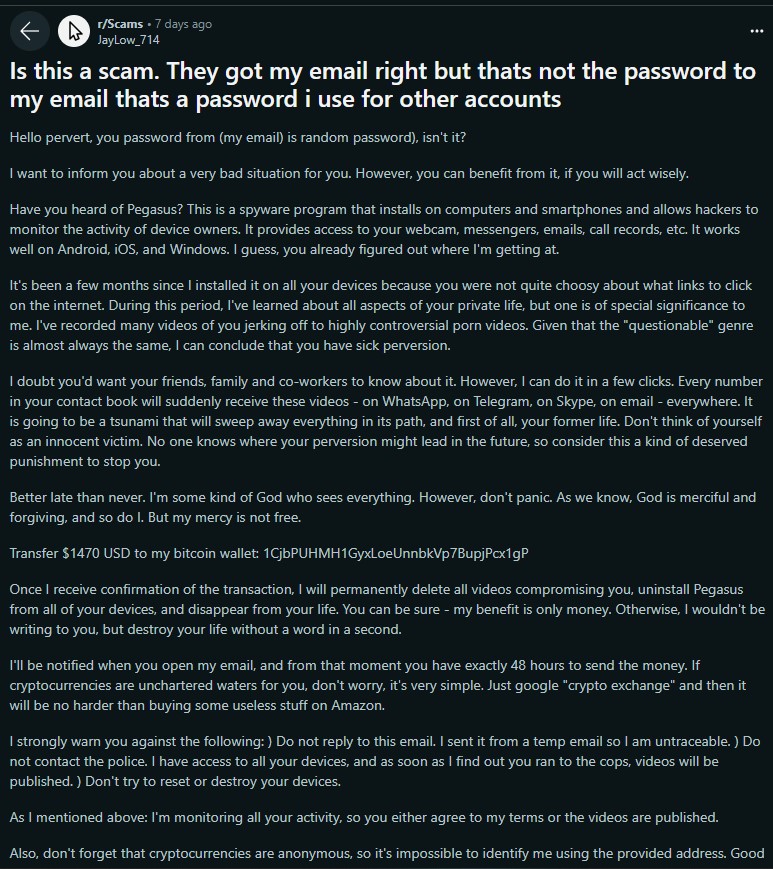 r/Scams • 7 days ago
JayLow_714
Is this a scam. They got my email right but thats not the password to
my email thats a password i use for other accounts
Hello pervert, you password from (my email) is random password), isn't it?
I want to inform you about a very bad situation for you. However, you can benefit from it, if you will act wisely.
Have you heard of Pegasus? This is a spyware program that installs on computers and smartphones and allows hackers to
monitor the activity of device owners. It provides access to your webcam, messengers, emails, call records, etc. It works
well on Android, iOS, and Windows. I guess, you already figured out where I'm getting at.
It's been a few months since I installed it on all your devices because you were not quite choosy about what links to click
on the internet. During this period, I've learned about all aspects of your private life, but one is of special significance to
me. I've recorded many videos of you jerking off to highly controversial porn videos. Given that the "questionable" genre
is almost always the same, I can conclude that you have sick perversion.
I doubt you'd want your friends, family and co-workers to know about it. However, I can do it in a few clicks. Every number
in your contact book will suddenly receive these videos - on WhatsApp, on Telegram, on Skype, on email - everywhere. It
is going to be a tsunami that will sweep away everything in its path, and first of all, your former life. Don't think of yourself
as an innocent victim. No one knows where your perversion might lead in the future, so consider this a kind of deserved
punishment to stop you.
Better late than never. I'm some kind of God who sees everything. However, don't panic. As we know, God is merciful and
forgiving, and so do I. But my mercy is not free.
Transfer $1470 USD to my bitcoin wallet: 1CjbPUHMH1GyxLoeUnnbkVp7BupjPcx1gP
Once I receive confirmation of the transaction, I will permanently delete all videos compromising you, uninstall Pegasus
from all of your devices, and disappear from your life. You can be sure - my benefit is only money. Otherwise, I wouldn't be
writing to you, but destroy your life without a word in a second.
I'll be notified when you open my email, and from that moment you have exactly 48 hours to send the money. If
cryptocurrencies are unchartered waters for you, don't worry, it's very simple. Just google "crypto exchange" and then it
will be no harder than buying some useless stuff on Amazon.
I strongly warn you against the following: ) Do not reply to this email. I sent it from a temp email so I am untraceable. ) Do
not contact the police. I have access to all your devices, and as soon as I find out you ran to the cops, videos will be
published. ) Don't try to reset or destroy your devices.
As I mentioned above: I'm monitoring all your activity, so you either agree to my terms or the videos are published.
Also, don't forget that cryptocurrencies are anonymous, so it's impossible to identify me using the provided address. Good